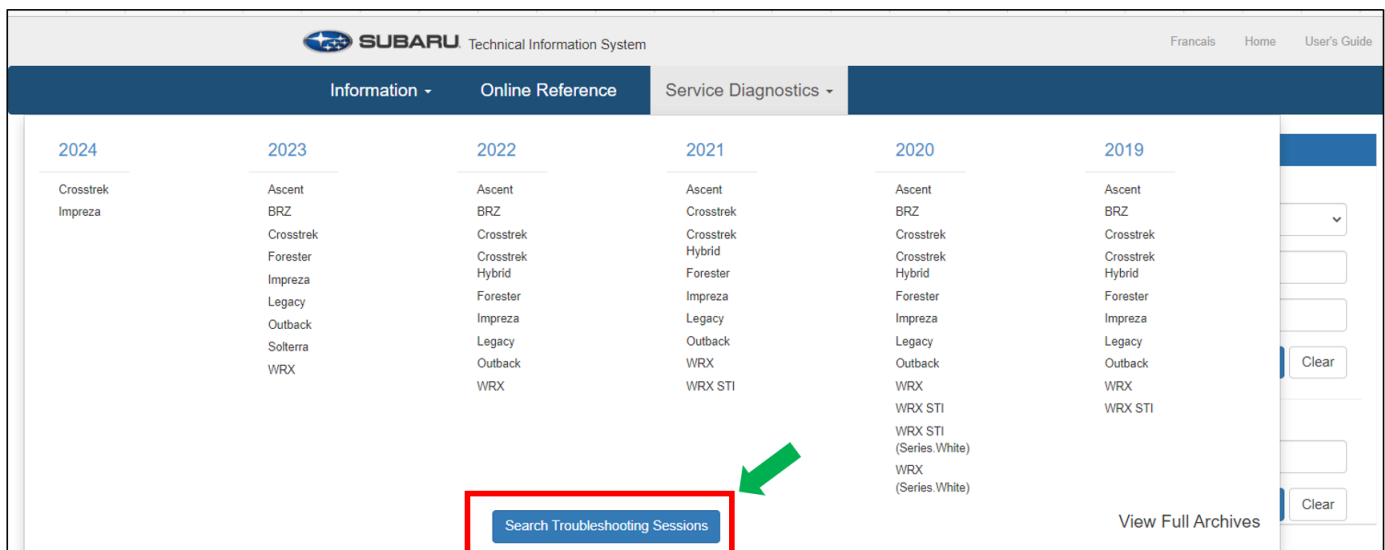 SUBARU. Technical Information System
Francais Home User's Guide
Information Online Reference Service Diagnostics
2024
Crosstrek
Impreza
2023
Ascent
BRZ
Crosstrek
Forester
Impreza
Legacy
Outback
Solterra
WRX
2022
Ascent
BRZ
Crosstrek
Crosstrek
Hybrid
Forester
Impreza
Legacy
Outback
WRX
2021
Ascent
Crosstrek
Crosstrek
Hybrid
Forester
Impreza
Legacy
Outback
WRX
WRX STI
2020
Ascent
BRZ
Crosstrek
Crosstrek
Hybrid
Forester
Impreza
Legacy
Outback
WRX
WRX STI
WRX STI
(Series.White)
WRX
(Series.White)
2019
Ascent
BRZ
Crosstrek
Crosstrek
Hybrid
Forester
Impreza
Legacy
Outback
WRX
WRX STI
Clear
Clear
Search Troubleshooting Sessions
View Full Archives